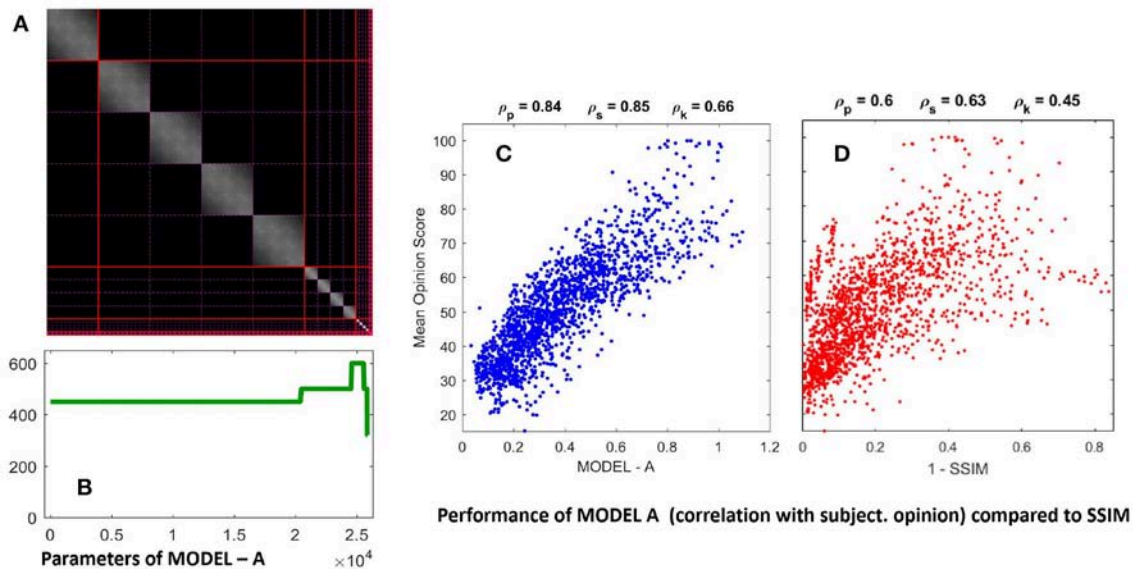 A
600
400
200
0
B
0 0.5 1 1.5 2 2.5
Parameters of MODEL – A ×10⁴
ρp = 0.84 ρs = 0.85 ρk = 0.66
C
100
90
80
70
60
50
40
30
20
Mean Opinion Score
0 0.2 0.4 0.6 0.8 1 1.2
MODEL - A
ρp = 0.6 ρs = 0.63 ρk = 0.45
D
0 0.2 0.4 0.6 0.8
1 - SSIM
Performance of MODEL A (correlation with subject. opinion) compared to SSIM